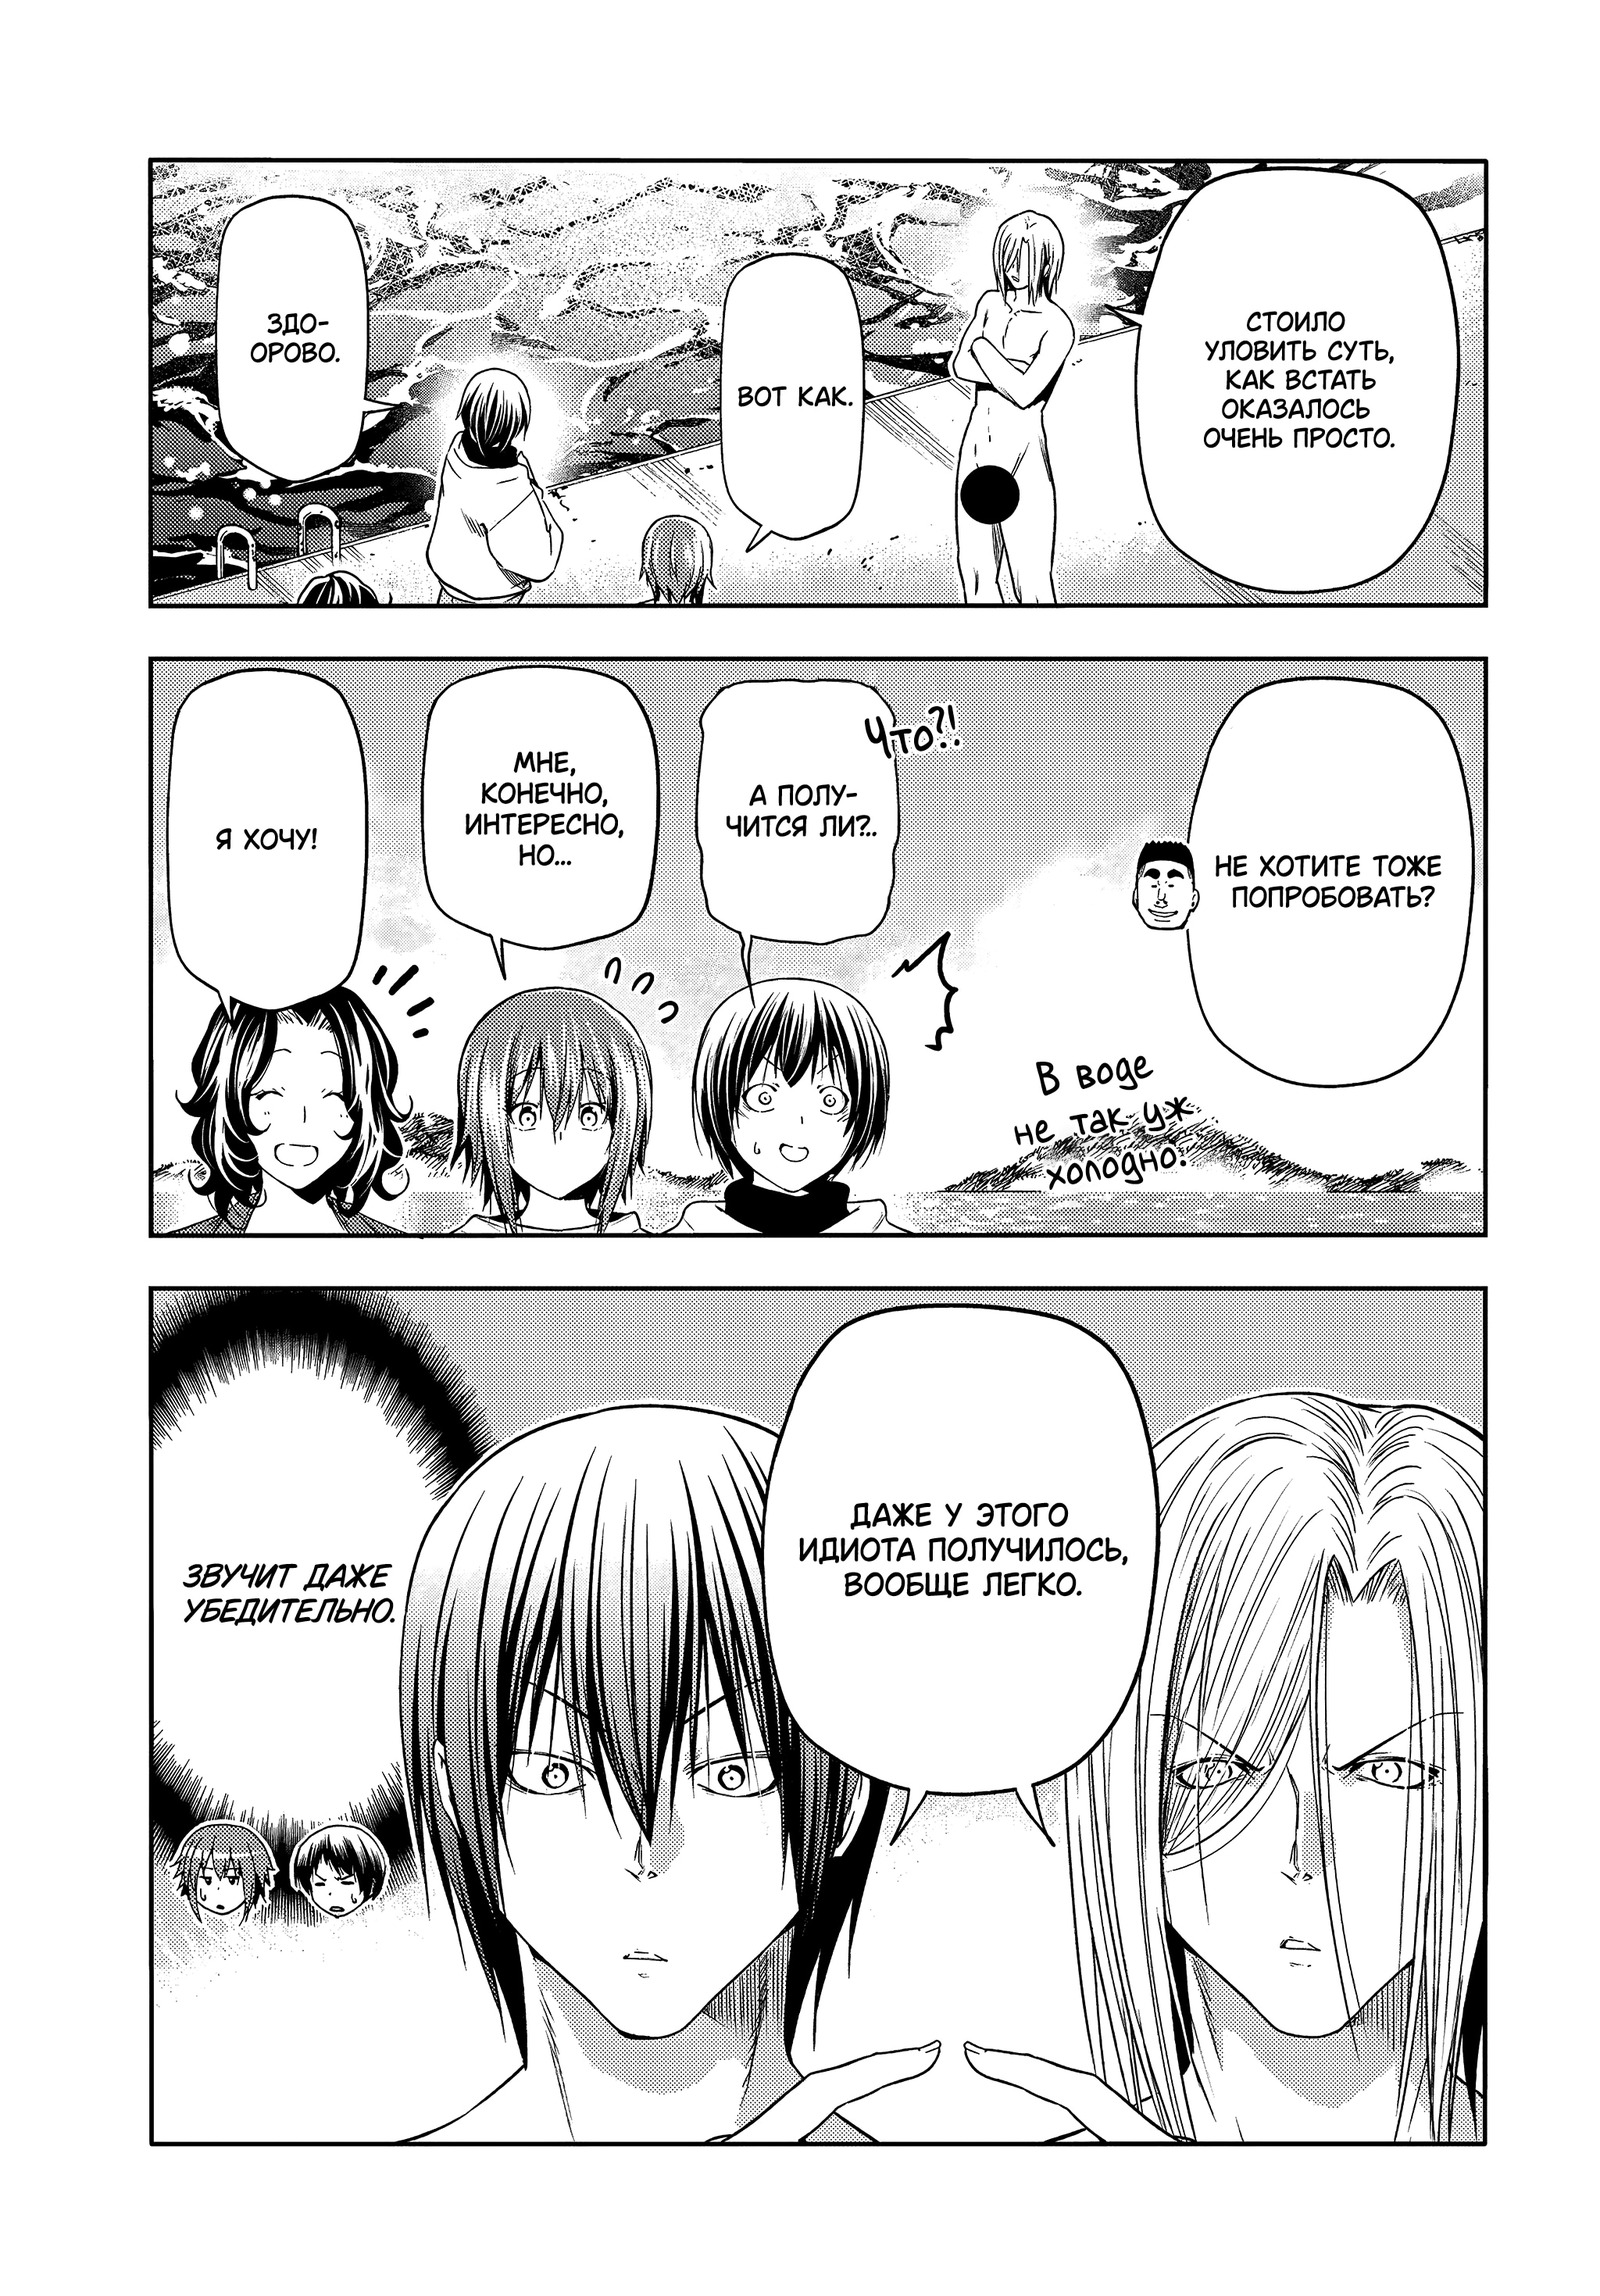 СТОИЛО
УЛОВИТЬ СУТЬ,
КАК ВСТАТЬ
ОКАЗАЛОСЬ
ОЧЕНЬ ПРОСТО.
ВОТ КАК.
ЗДО-
ОРОВО.
НЕ ХОТИТЕ ТОЖЕ
ПОПРОБОВАТЬ?
В воде
не так уж
холодно.
Что?!
А ПОЛУ-
ЧИТСЯ ЛИ?..
МНЕ,
КОНЕЧНО,
ИНТЕРЕСНО,
НО...
Я ХОЧУ!
ДАЖЕ У ЭТОГО
ИДИОТА ПОЛУЧИЛОСЬ,
ВООБЩЕ ЛЕГКО.
ЗВУЧИТ ДАЖЕ
УБЕДИТЕЛЬНО.